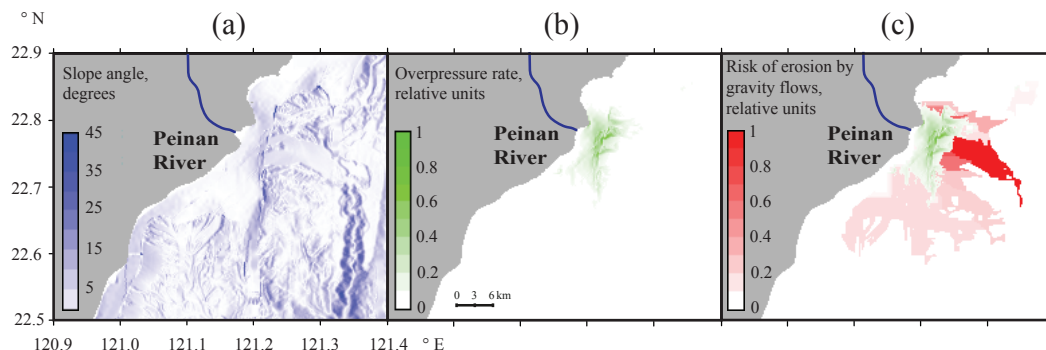 ° N
(a)
(b)
(c)
22.9
22.8
22.7
22.6
22.5
Slope angle,
degrees
45
35
25
15
5
Peinan
River
Overpressure rate,
relative units
1
0.8
0.6
0.4
0.2
0
Peinan
River
0 3 6 km
Risk of erosion by
gravity flows,
relative units
1
0.8
0.6
0.4
0.2
0
Peinan
River
120.9 121.0 121.1 121.2 121.3 121.4 ° E